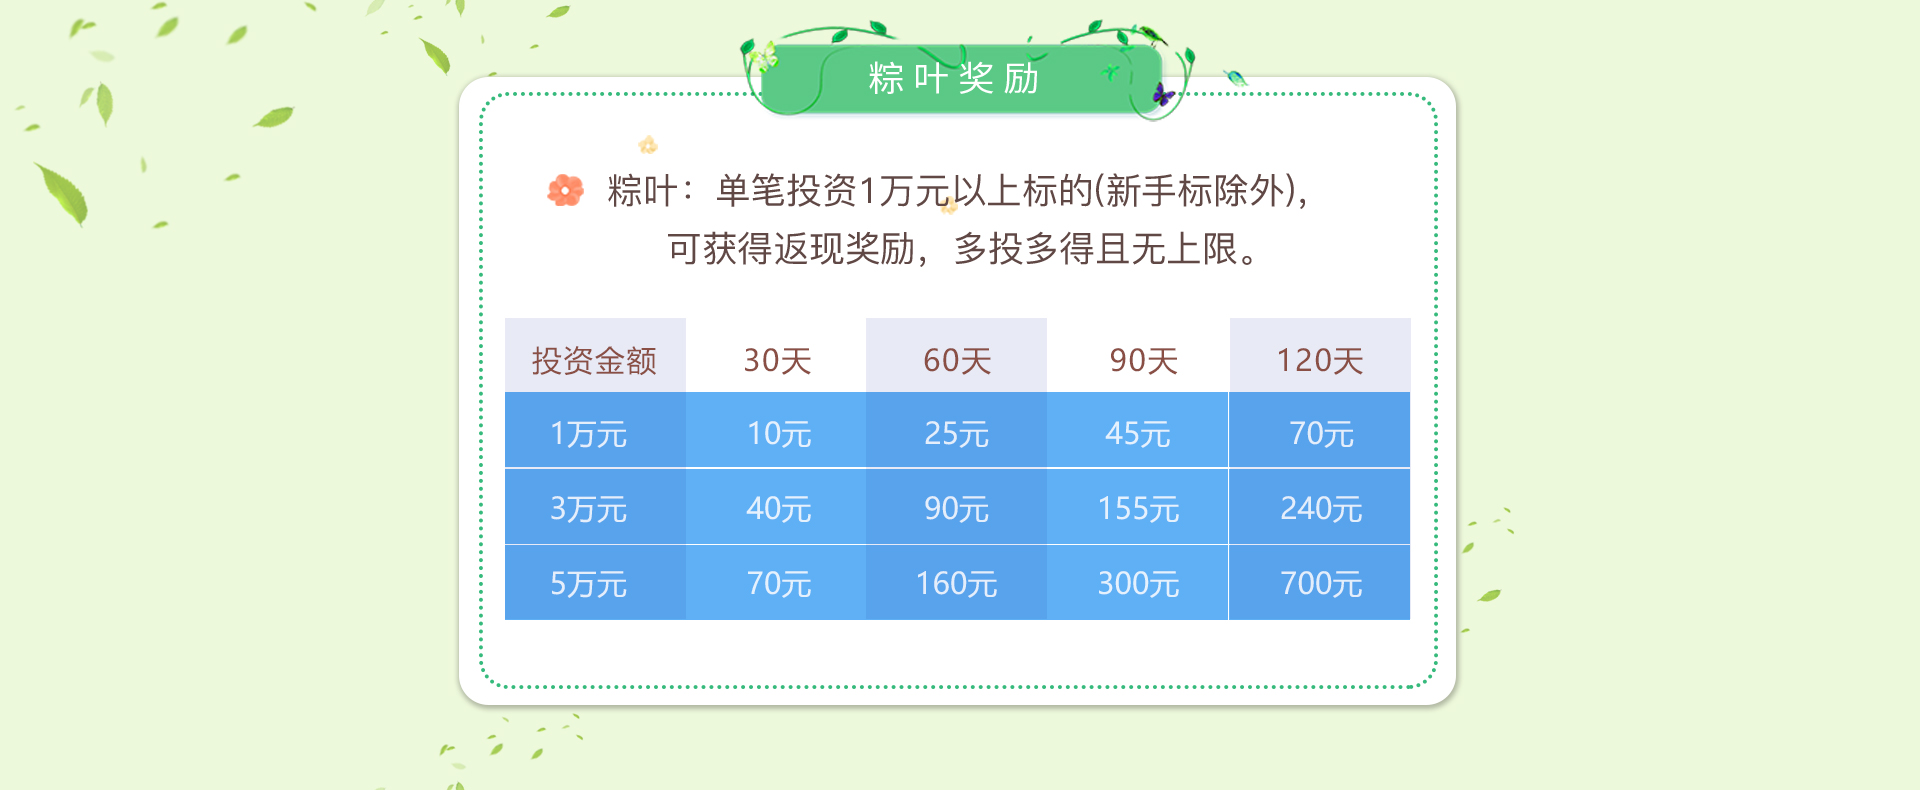 粽叶奖励
粽叶：单笔投资1万元以上标的(新手标除外)，
可获得返现奖励，多投多得且无上限。
投资金额 30天 60天 90天 120天
1万元 10元 25元 45元 70元
3万元 40元 90元 155元 240元
5万元 70元 160元 300元 700元